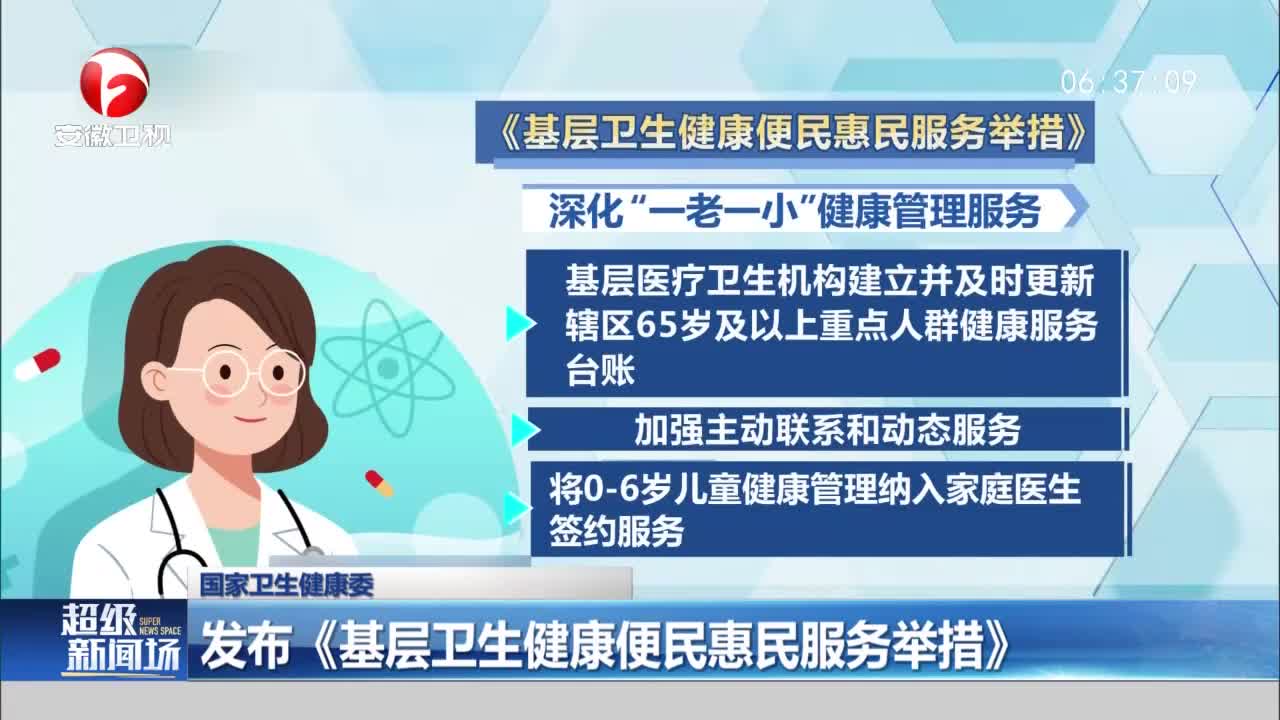 安徽卫视
06:37:09
《基层卫生健康便民惠民服务举措》
深化“一老一小”健康管理服务
基层医疗卫生机构建立并及时更新
辖区65岁及以上重点人群健康服务
台账
加强主动联系和动态服务
将0-6岁儿童健康管理纳入家庭医生
签约服务
国家卫生健康委
超级
SUPER
NEWS SPACE
新闻场
发布《基层卫生健康便民惠民服务举措》